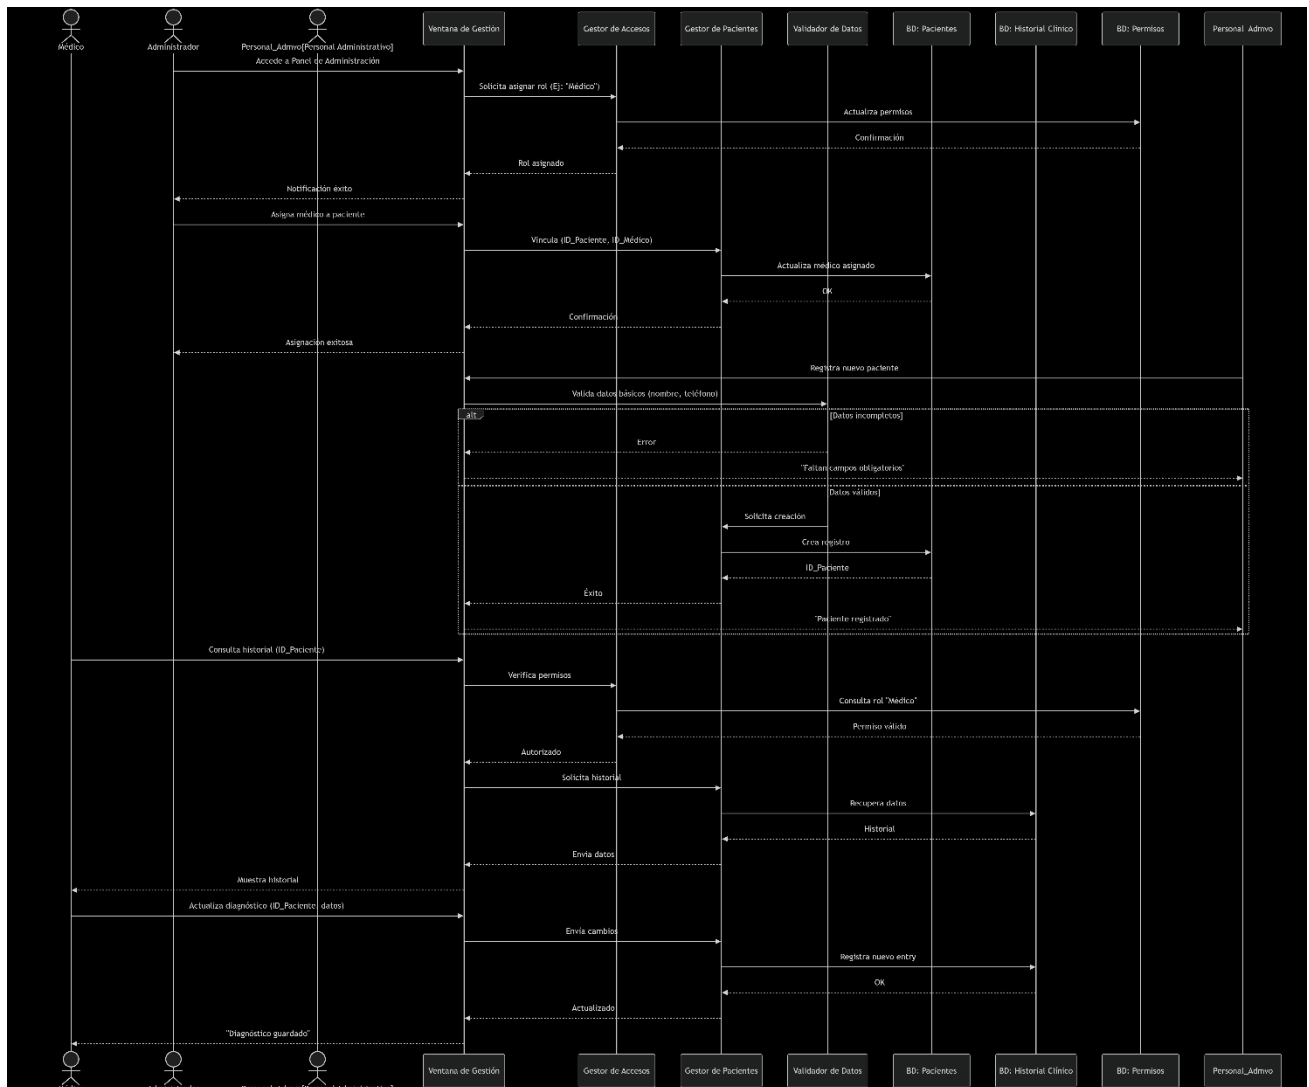 Médico
Administrador
Personal_Admvo[Personal Administrativo]
Ventana de Gestión
Gestor de Accesos
Gestor de Pacientes
Validador de Datos
BD: Pacientes
BD: Historial Clínico
BD: Permisos
Personal_Admvo
Accede a Panel de Administración
Solicita asignar rol (Ej: "Médico")
Actualiza permisos
Confirmación
Rol asignado
Notificación éxito
Asigna médico a paciente
Vincula (ID_Paciente, ID_Médico)
Actualiza médico asignado
OK
Confirmación
Asignación exitosa
Registra nuevo paciente
Valida datos básicos (nombre, teléfono)
alt
[Datos incompletos]
Error
"Faltan campos obligatorios"
[Datos válidos]
Solicita creación
Crea registro
ID_Paciente
Éxito
"Paciente registrado"
Consulta historial (ID_Paciente)
Verifica permisos
Consulta rol "Médico"
Permiso válido
Autorizado
Solicita historial
Recupera datos
Historial
Envía datos
Muestra historial
Actualiza diagnóstico (ID_Paciente, datos)
Envía cambios
Registra nuevo entry
OK
Actualizado
"Diagnóstico guardado"
Ventana de Gestión
Gestor de Accesos
Gestor de Pacientes
Validador de Datos
BD: Pacientes
BD: Historial Clínico
BD: Permisos
Personal_Admvo